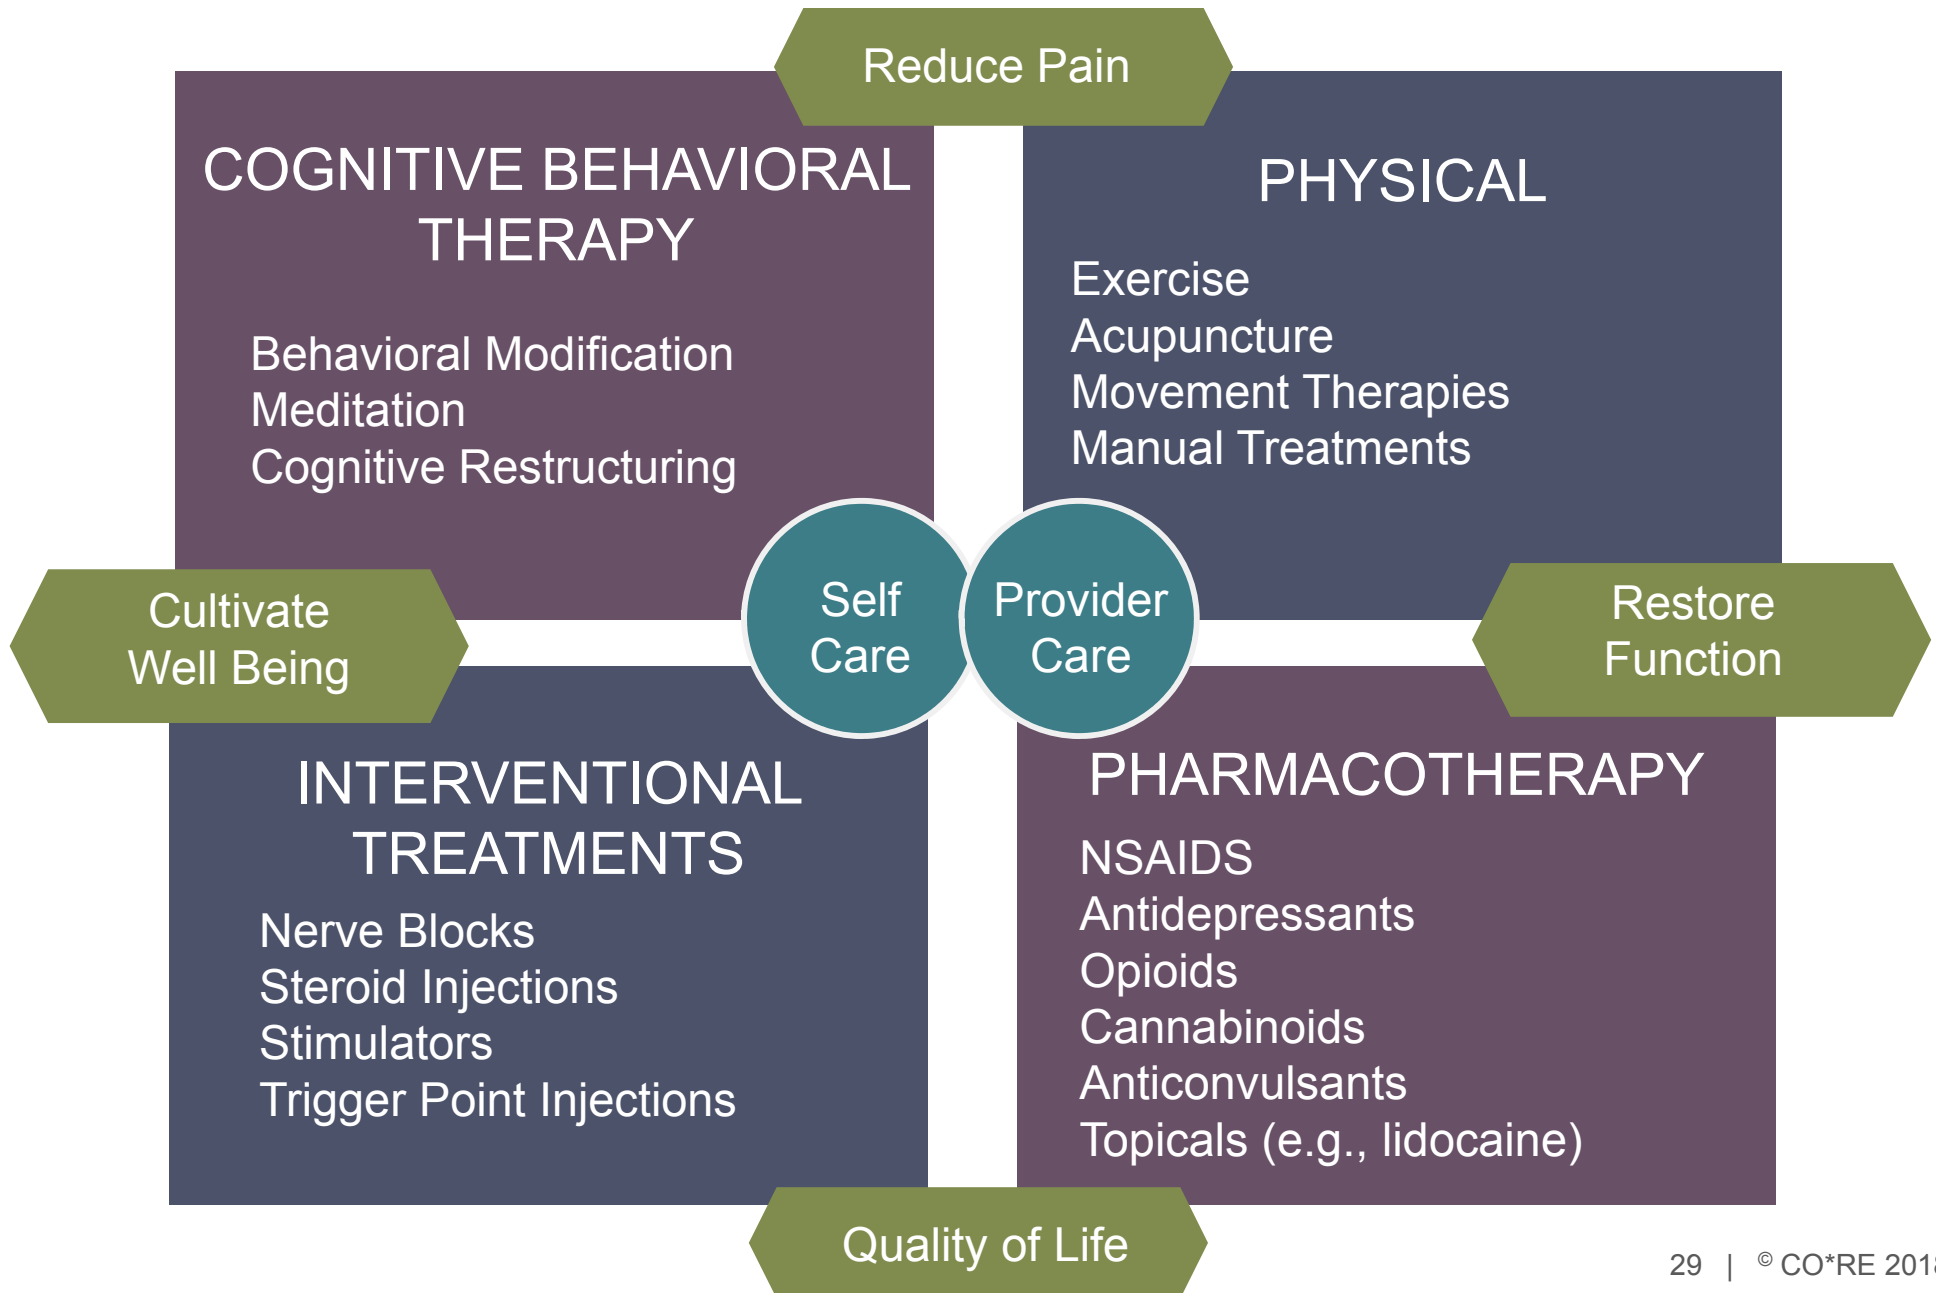 Reduce Pain
COGNITIVE BEHAVIORAL
THERAPY
Behavioral Modification
Meditation
Cognitive Restructuring
PHYSICAL
Exercise
Acupuncture
Movement Therapies
Manual Treatments
Cultivate
Well Being
Self
Care
Provider
Care
Restore
Function
INTERVENTIONAL
TREATMENTS
Nerve Blocks
Steroid Injections
Stimulators
Trigger Point Injections
PHARMACOTHERAPY
NSAIDS
Antidepressants
Opioids
Cannabinoids
Anticonvulsants
Topicals (e.g., lidocaine)
Quality of Life
29 | © CO*RE 2018